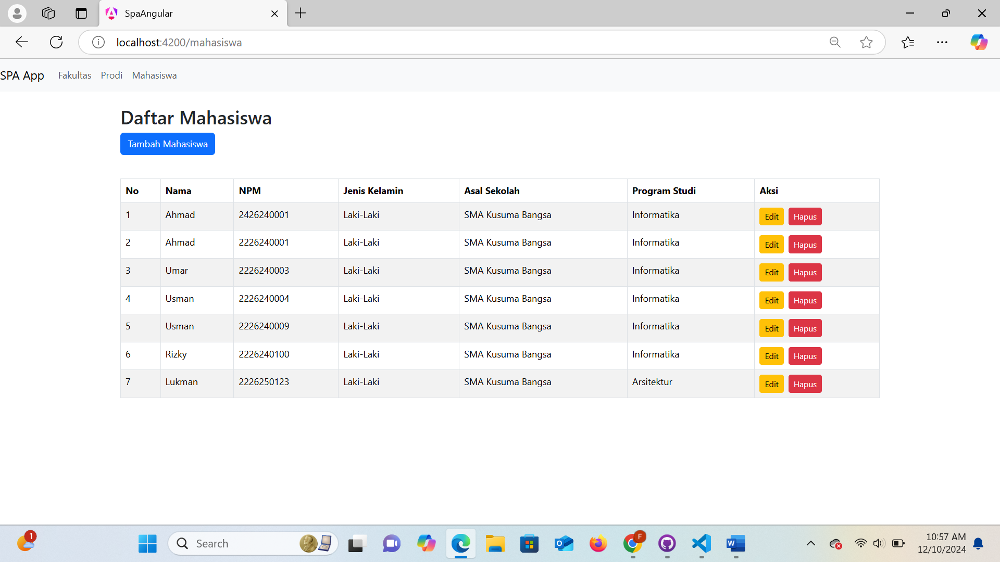 SpaAngular
localhost:4200/mahasiswa
SPA App Fakultas Prodi Mahasiswa
Daftar Mahasiswa
Tambah Mahasiswa
No Nama NPM Jenis Kelamin Asal Sekolah Program Studi Aksi
1 Ahmad 2426240001 Laki-Laki SMA Kusuma Bangsa Informatika Edit Hapus
2 Ahmad 2226240001 Laki-Laki SMA Kusuma Bangsa Informatika Edit Hapus
3 Umar 2226240003 Laki-Laki SMA Kusuma Bangsa Informatika Edit Hapus
4 Usman 2226240004 Laki-Laki SMA Kusuma Bangsa Informatika Edit Hapus
5 Usman 2226240009 Laki-Laki SMA Kusuma Bangsa Informatika Edit Hapus
6 Rizky 2226240100 Laki-Laki SMA Kusuma Bangsa Informatika Edit Hapus
7 Lukman 2226250123 Laki-Laki SMA Kusuma Bangsa Arsitektur Edit Hapus
1
Search
F
10:57 AM
12/10/2024